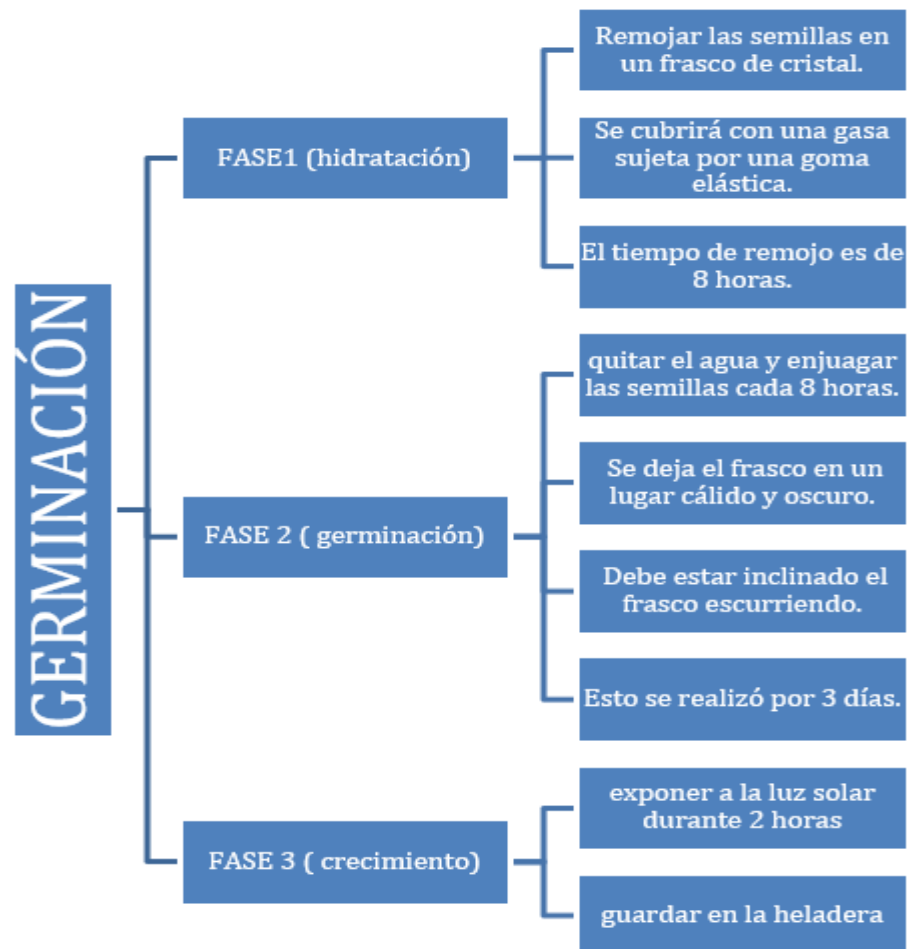 GERMINACIÓN
FASE1 (hidratación)
Remojar las semillas en
un frasco de cristal.
Se cubrirá con una gasa
sujeta por una goma
elástica.
El tiempo de remojo es de
8 horas.
FASE 2 ( germinación)
quitar el agua y enjuagar
las semillas cada 8 horas.
Se deja el frasco en un
lugar cálido y oscuro.
Debe estar inclinado el
frasco escurriendo.
Esto se realizó por 3 días.
FASE 3 ( crecimiento)
exponer a la luz solar
durante 2 horas
guardar en la heladera